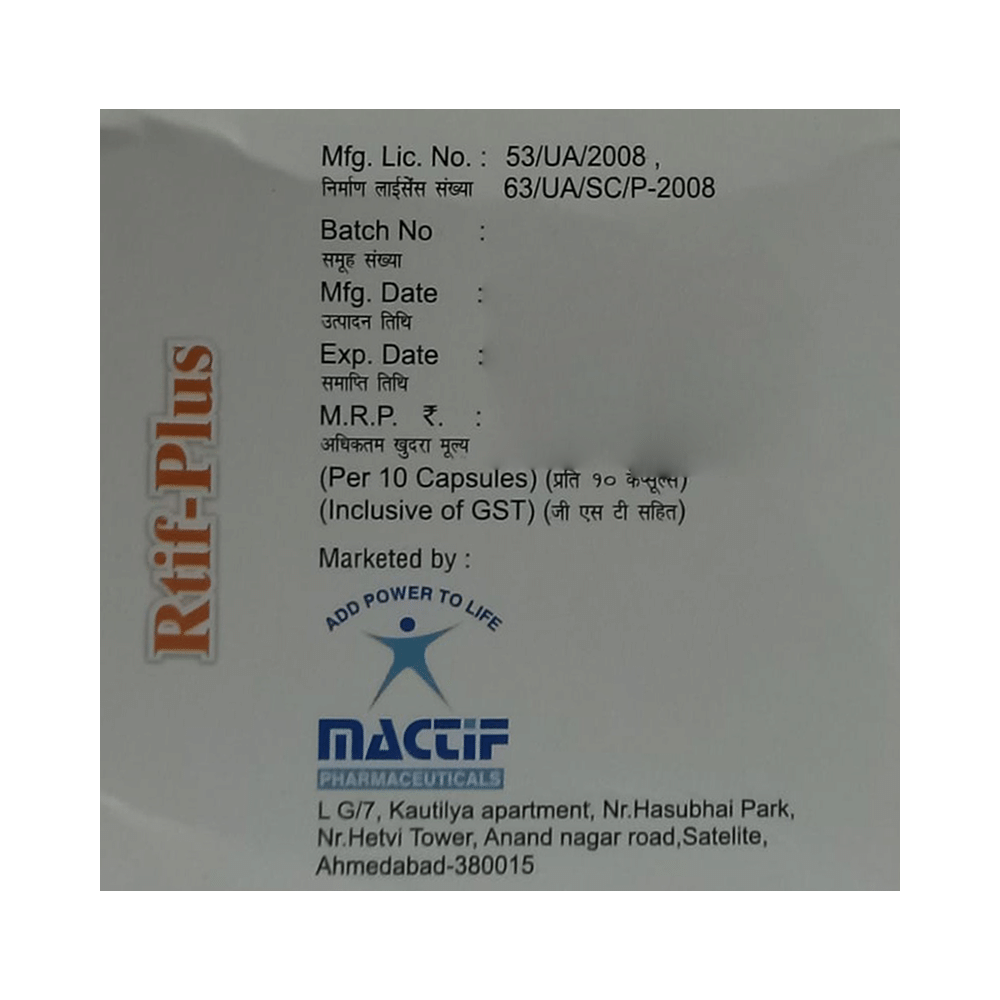 Rtif-Plus
Mfg. Lic. No. : 53/UA/2008 ,
निर्माण लाईसेंस संख्या 63/UA/SC/P-2008
Batch No :
समूह संख्या
Mfg. Date :
उत्पादन तिथि
Exp. Date :
समाप्ति तिथि
M.R.P. ₹. :
अधिकतम खुदरा मूल्य
(Per 10 Capsules) (प्रति १० केप्सूल्स)
(Inclusive of GST) (जी एस टी सहित)
Marketed by :
ADD POWER TO LIFE
MACTIF
PHARMACEUTICALS
L G/7, Kautilya apartment, Nr.Hasubhai Park,
Nr.Hetvi Tower, Anand nagar road,Satelite,
Ahmedabad-380015